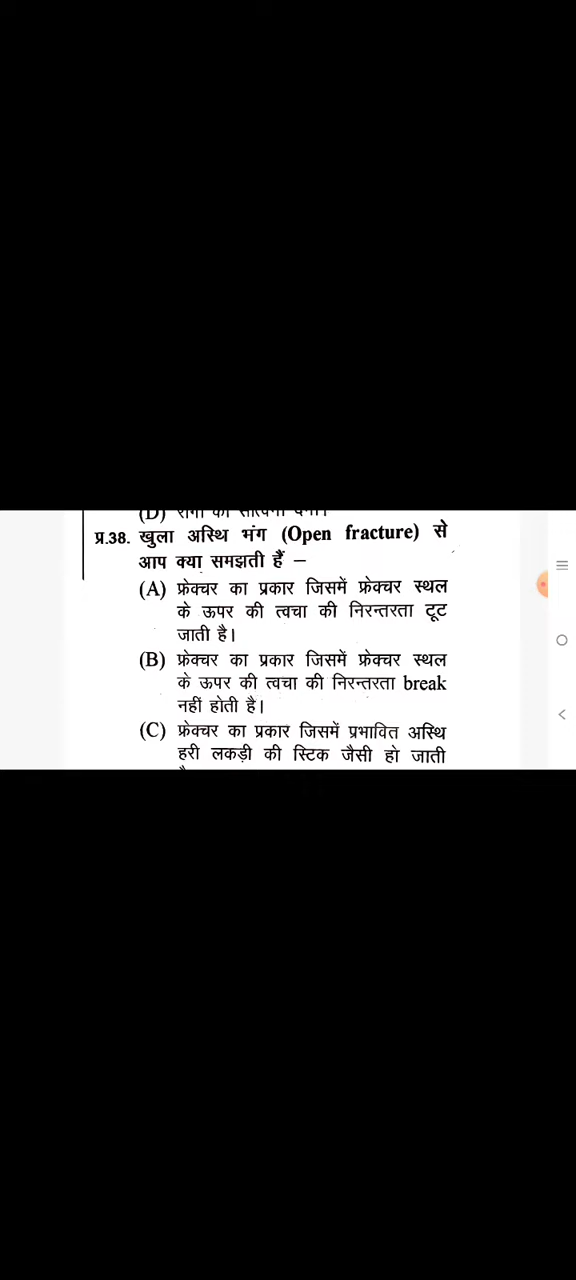 (D) रोगी को सांत्वना देना।
प्र.38. खुला अस्थि भंग (Open fracture) से
आप क्या समझती हैं –
(A) फ्रेक्चर का प्रकार जिसमें फ्रेक्चर स्थल
के ऊपर की त्वचा की निरन्तरता टूट
जाती है।
(B) फ्रेक्चर का प्रकार जिसमें फ्रेक्चर स्थल
के ऊपर की त्वचा की निरन्तरता break
नहीं होती है।
(C) फ्रेक्चर का प्रकार जिसमें प्रभावित अस्थि
हरी लकड़ी की स्टिक जैसी हो जाती